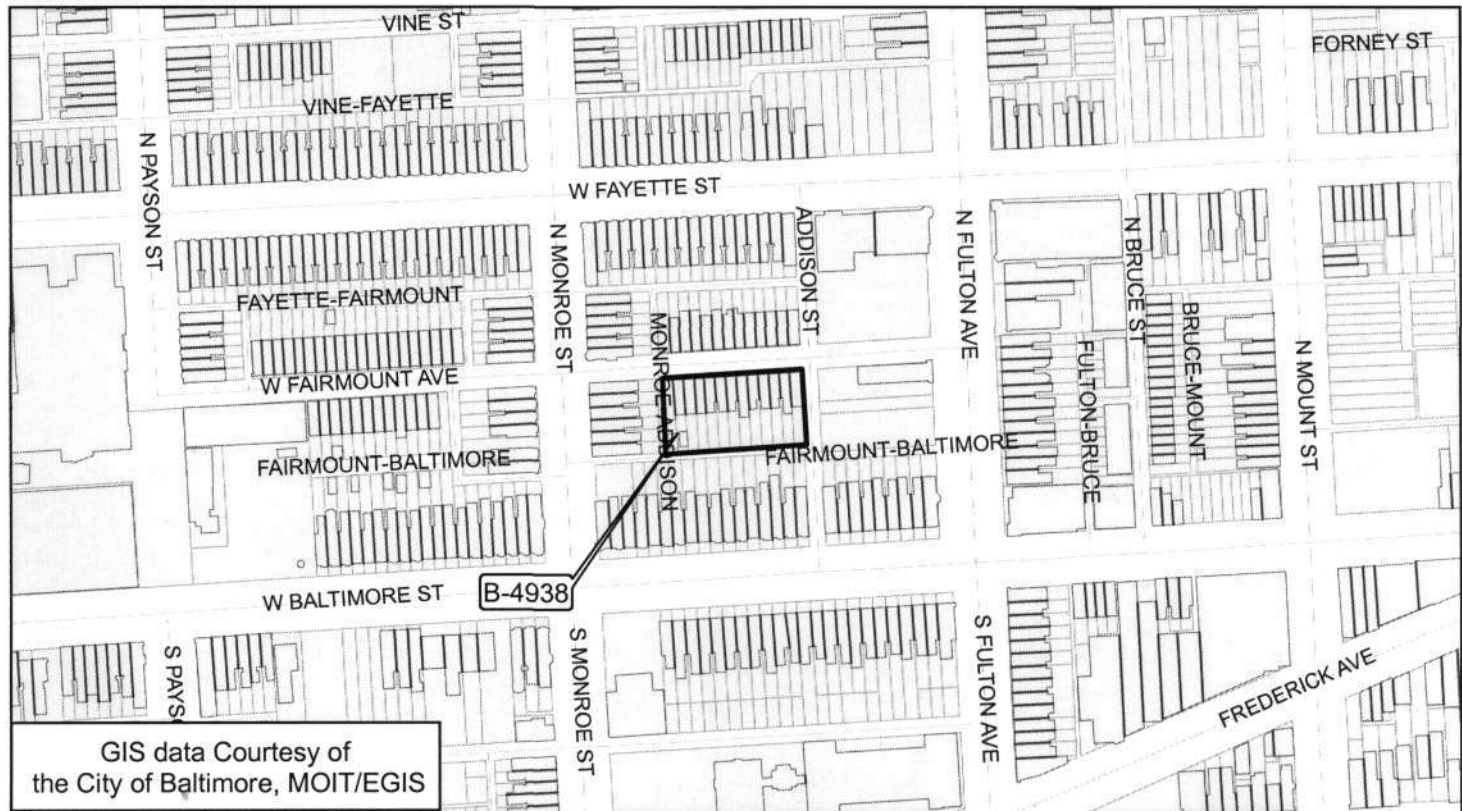 VINE ST
FORNEY ST
VINE-FAYETTE
N PAYSON ST
W FAYETTE ST
N MONROE ST
ADDISON ST
N FULTON AVE
N BRUCE ST
FAYETTE-FAIRMOUNT
MONROE-ADDISON
BRUCE-MOUNT
N MOUNT ST
FULTON-BRUCE
W FAIRMOUNT AVE
FAIRMOUNT-BALTIMORE
FAIRMOUNT-BALTIMORE
B-4938
W BALTIMORE ST
S PAYSO
S MONROE ST
S FULTON AVE
FREDERICK AVE
GIS data Courtesy of
the City of Baltimore, MOIT/EGIS